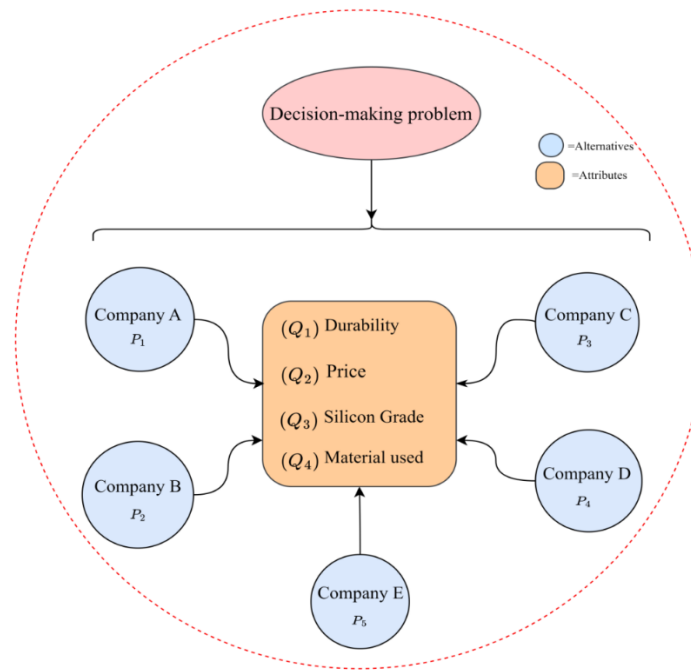 Decision-making problem
=Alternatives
=Attributes
Company A
P₁
Company C
P₃
(Q₁) Durability
(Q₂) Price
(Q₃) Silicon Grade
(Q₄) Material used
Company B
P₂
Company D
P₄
Company E
P₅